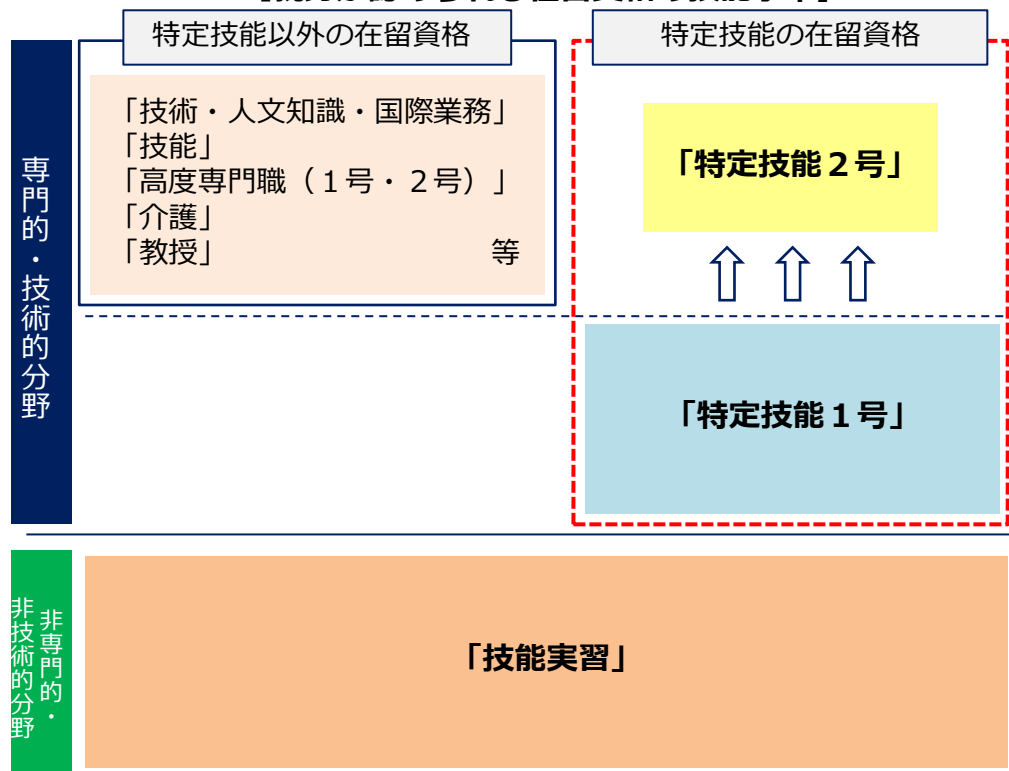 特定技能以外の在留資格
特定技能の在留資格
専門的・技術的分野
「技術・人文知識・国際業務」
「技能」
「高度専門職（１号・２号）」
「介護」
「教授」 等
「特定技能２号」
「特定技能１号」
非専門的・
非技術的分野
「技能実習」